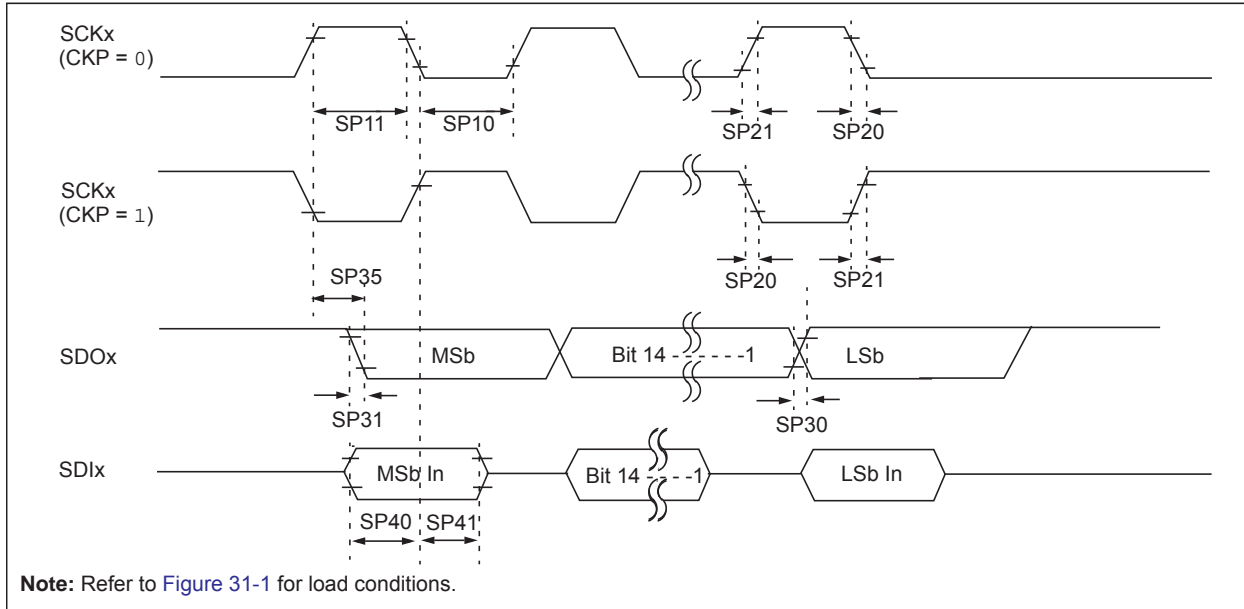 SCKx
(CKP = 0)
SP11
SP10
SP21
SP20
SCKx
(CKP = 1)
SP35
SP20
SP21
SDOx
MSb
Bit 14 - - - - - -1
LSb
SP31
SP30
SDIx
MSb In
Bit 14 - - - - -1
LSb In
SP40
SP41
Note: Refer to Figure 31-1 for load conditions.